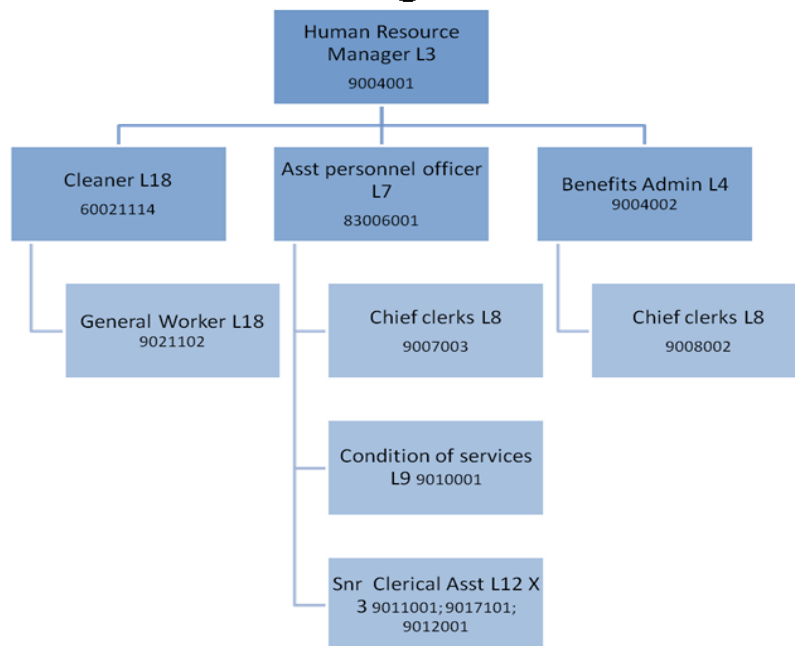 Human Resource
Manager L3
9004001
Cleaner L18
60021114
Asst personnel officer
L7
83006001
Benefits Admin L4
9004002
General Worker L18
9021102
Chief clerks L8
9007003
Chief clerks L8
9008002
Condition of services
L9 9010001
Snr Clerical Asst L12 X
3 9011001; 9017101;
9012001